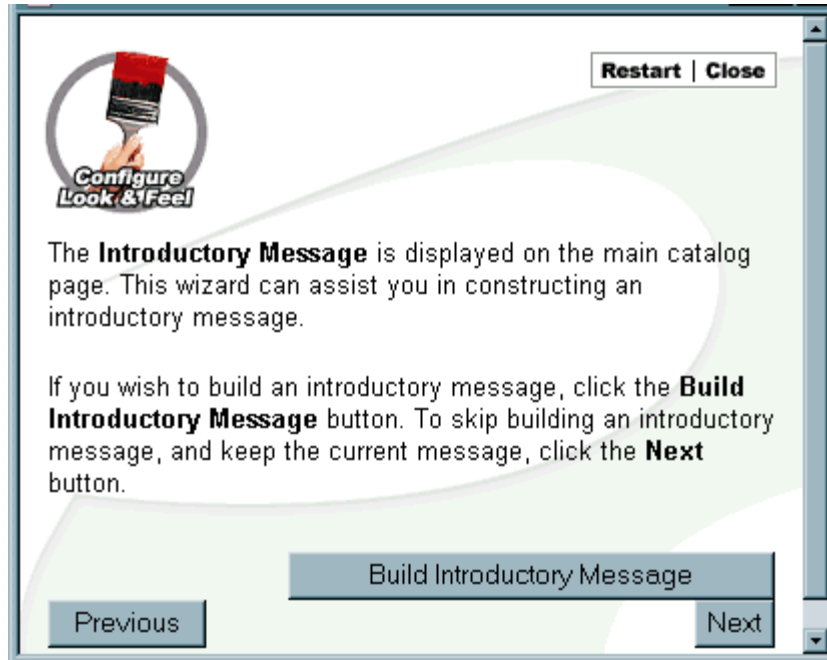 Restart | Close
Configure
Look & Feel
The Introductory Message is displayed on the main catalog
page. This wizard can assist you in constructing an
introductory message.
If you wish to build an introductory message, click the Build
Introductory Message button. To skip building an introductory
message, and keep the current message, click the Next
button.
Build Introductory Message
Previous
Next